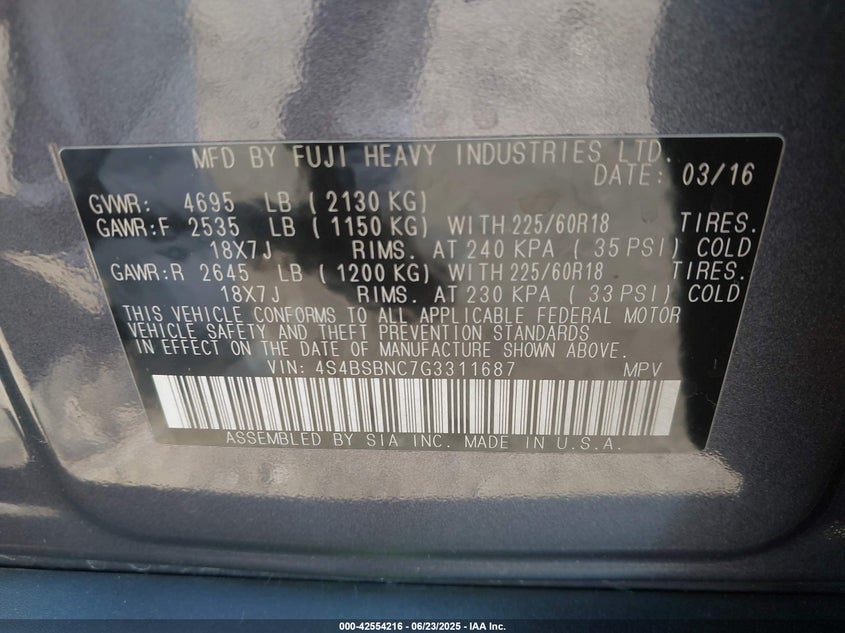 MFD BY FUJI HEAVY INDUSTRIES LTD.
DATE: 03/16
GVWR: 4695 LB ( 2130 KG)
GAWR:F 2535 LB ( 1150 KG) WITH 225/60R18 TIRES.
18X7J RIMS. AT 240 KPA ( 35 PSI) COLD
GAWR:R 2645 LB ( 1200 KG) WITH 225/60R18 TIRES.
18X7J RIMS. AT 230 KPA ( 33 PSI) COLD
THIS VEHICLE CONFORMS TO ALL APPLICABLE FEDERAL MOTOR
VEHICLE SAFETY AND THEFT PREVENTION STANDARDS
IN EFFECT ON THE DATE OF MANUFACTURE SHOWN ABOVE.
VIN: 4S4BSBNC7G3311687 MPV
ASSEMBLED BY SIA INC. MADE IN U.S.A.
000-42554216 - 06/23/2025 - IAA Inc.